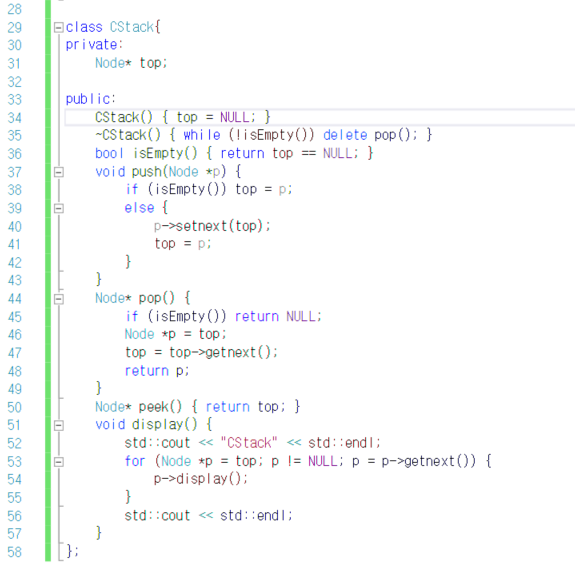 28
29 class CStack{
30 private:
31     Node* top;
32
33 public:
34     CStack() { top = NULL; }
35     ~CStack() { while (!isEmpty()) delete pop(); }
36     bool isEmpty() { return top == NULL; }
37     void push(Node *p) {
38         if (isEmpty()) top = p;
39         else {
40             p->setnext(top);
41             top = p;
42         }
43     }
44     Node* pop() {
45         if (isEmpty()) return NULL;
46         Node *p = top;
47         top = top->getnext();
48         return p;
49     }
50     Node* peek() { return top; }
51     void display() {
52         std::cout << "CStack" << std::endl;
53         for (Node *p = top; p != NULL; p = p->getnext()) {
54             p->display();
55         }
56         std::cout << std::endl;
57     }
58 };